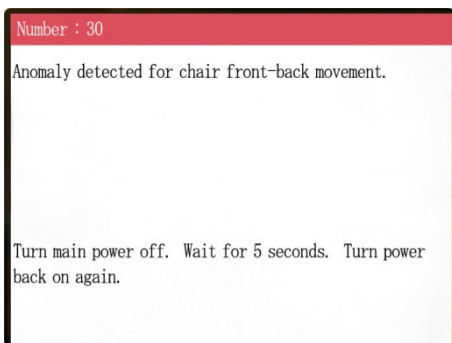 Number：30
Anomaly detected for chair front-back movement.
Turn main power off. Wait for 5 seconds. Turn power
back on again.